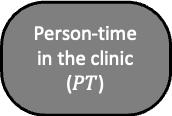 Person-time
in the clinic
(PT)